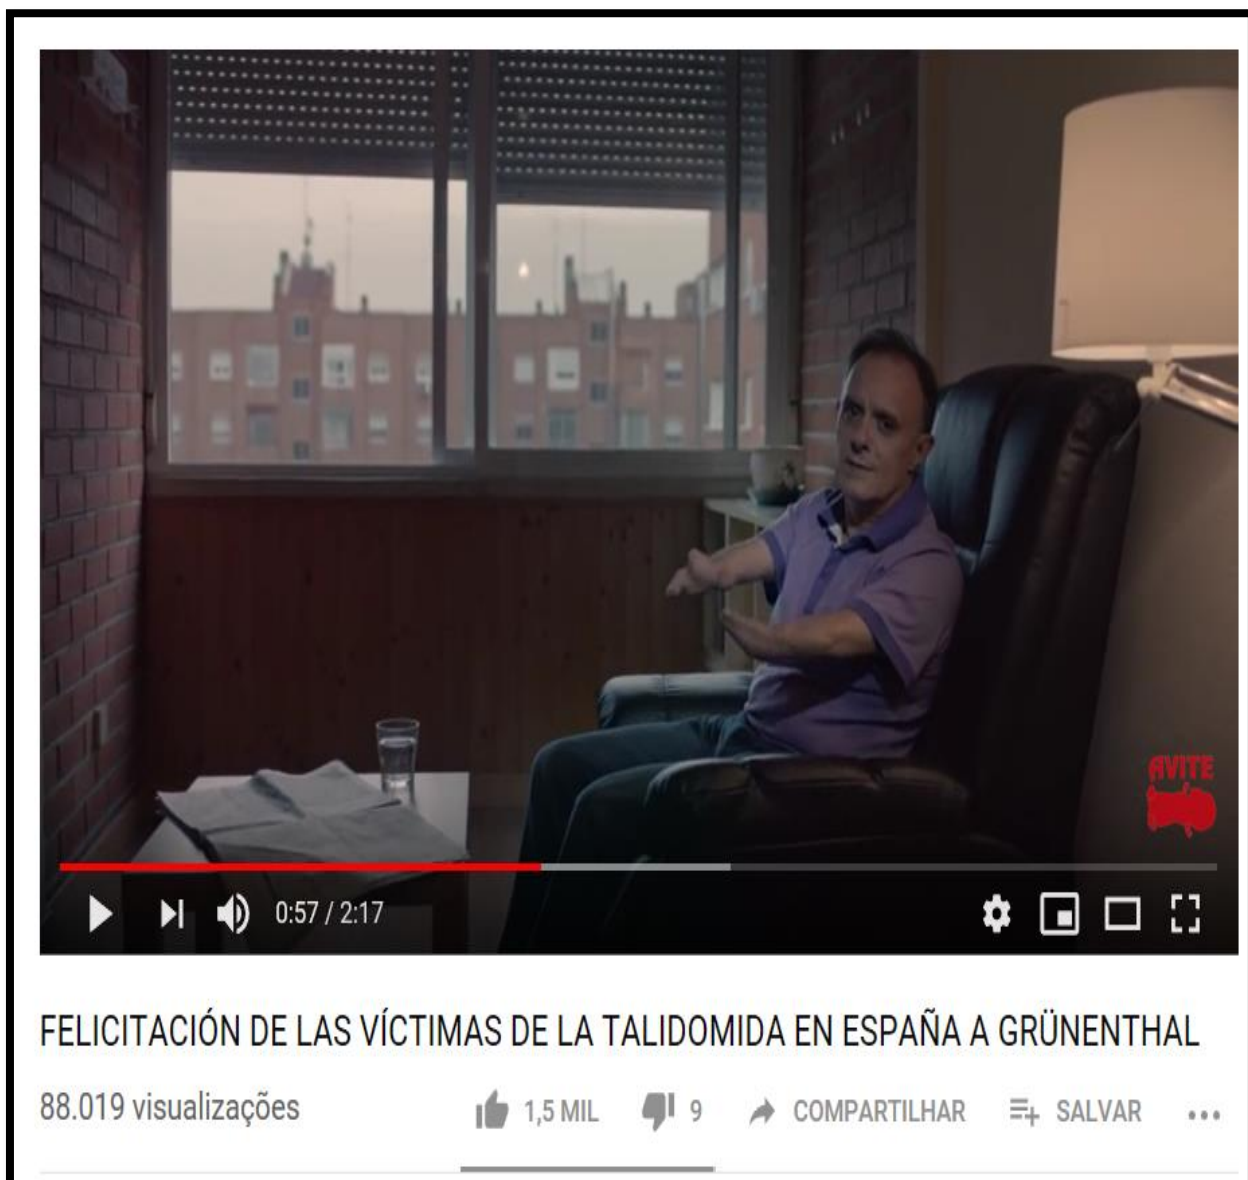 AVITE
0:57 / 2:17
FELICITACIÓN DE LAS VÍCTIMAS DE LA TALIDOMIDA EN ESPAÑA A GRÜNENTHAL
88.019 visualizações 1,5 MIL 9 COMPARTILHAR SALVAR